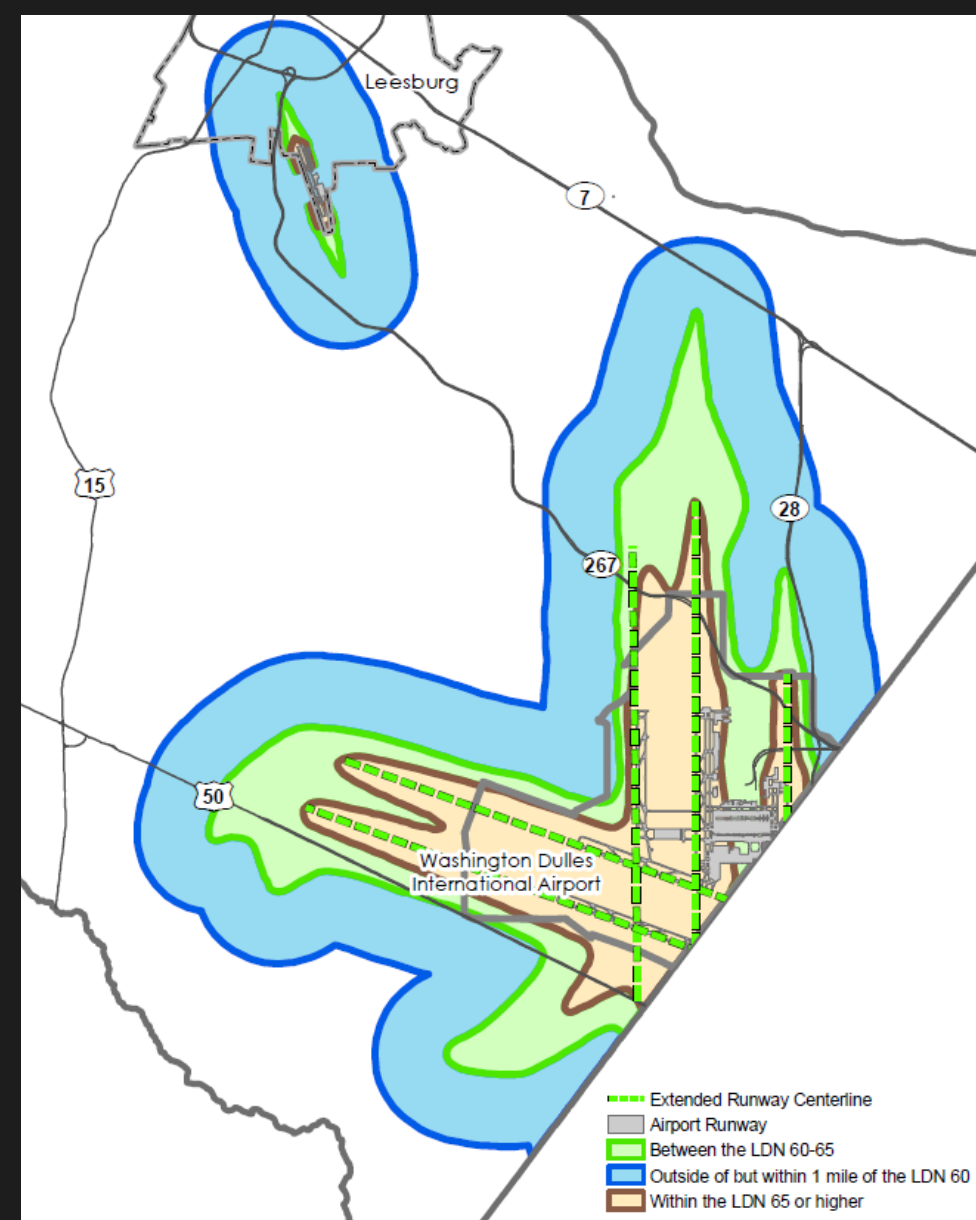 Leesburg
7
15
28
267
50
Washington Dulles
International Airport
Extended Runway Centerline
Airport Runway
Between the LDN 60-65
Outside of but within 1 mile of the LDN 60
Within the LDN 65 or higher